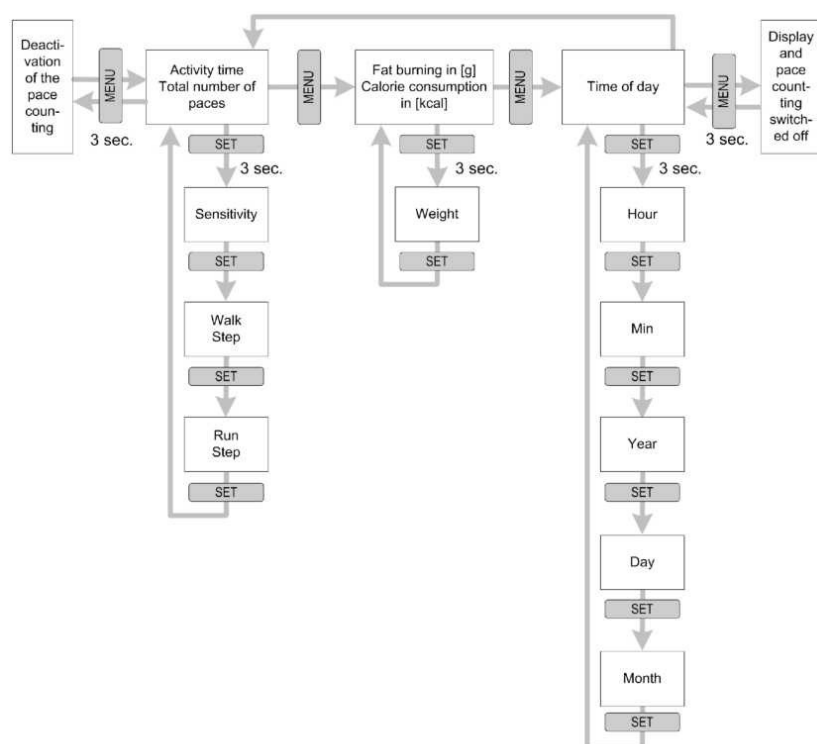 Deacti-
vation
of the
pace
coun-
ting
MENU
3 sec.
Activity time
Total number of
paces
MENU
Fat burning in [g]
Calorie consumption
in [kcal]
MENU
Time of day
MENU
3 sec.
Display
and
pace
count-
ing
switch-
ed off
SET
3 sec.
Sensitivity
SET
Walk
Step
SET
Run
Step
SET
SET
3 sec.
Weight
SET
SET
3 sec.
Hour
SET
Min
SET
Year
SET
Day
SET
Month
SET